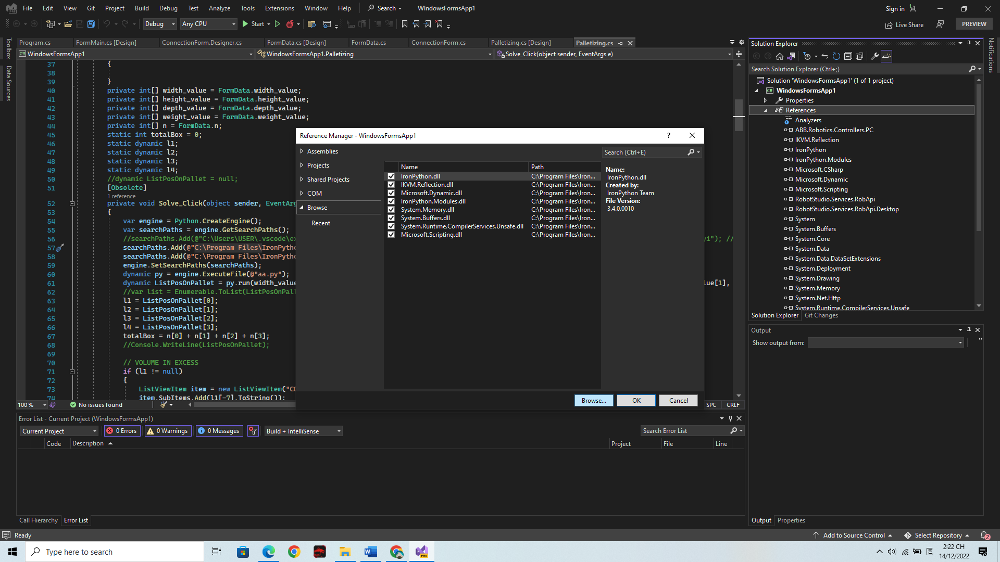 File Edit View Git Project Build Debug Test Analyze Tools Extensions Window Help Search WindowsFormsApp1 Sign in
Debug Any CPU Start Live Share PREVIEW
Toolbox
Data Sources
Program.cs FormMain.cs [Design] ConnectionForm.Designer.cs FormData.cs [Design] FormData.cs ConnectionForm.cs Palletizing.cs [Design] Palletizing.cs
WindowsFormsApp1 WindowsFormsApp1.Palletizing Solve_Click(object sender, EventArgs e)
37 {
38
39 }
40 private int[] width_value = FormData.width_value;
41 private int[] height_value = FormData.height_value;
42 private int[] depth_value = FormData.depth_value;
43 private int[] weight_value = FormData.weight_value;
44 private int[] n = FormData.n;
45 static int totalBox = 0;
46 static dynamic l1;
47 static dynamic l2;
48 static dynamic l3;
49 static dynamic l4;
50 //dynamic ListPosOnPallet = null;
51 [Obsolete]
1 reference
52 private void Solve_Click(object sender, EventArg
53 {
54 var engine = Python.CreateEngine();
55 var searchPaths = engine.GetSearchPaths();
56 //searchPaths.Add(@"C:\Users\USER\.vscode\ex yi"); //
57 searchPaths.Add(@"C:\Program Files\IronPytho
58 searchPaths.Add(@"C:\Program Files\IronPytho
59 engine.SetSearchPaths(searchPaths);
60 dynamic py = engine.ExecuteFile(@"aa.py");
61 dynamic ListPosOnPallet = py.run(width_value lue[1],
62 //var list = Enumerable.ToList(ListPosOnPall
63 l1 = ListPosOnPallet[0];
64 l2 = ListPosOnPallet[1];
65 l3 = ListPosOnPallet[2];
66 l4 = ListPosOnPallet[3];
67 totalBox = n[0] + n[1] + n[2] + n[3];
68 //Console.WriteLine(ListPosOnPallet);
69
70 // VOLUME IN EXCESS
71 if (l1 != null)
72 {
73 ListViewItem item = new ListViewItem("CO
74 item.SubItems.Add(l1[-7].ToString());
100 % No issues found SPC CRLF
Reference Manager - WindowsFormsApp1 ?
Assemblies
Projects
Shared Projects
COM
Browse
Recent
Search (Ctrl+E)
Name Path
IronPython.dll C:\Program Files\Iron...
IKVM.Reflection.dll C:\Program Files\Iron...
Microsoft.Dynamic.dll C:\Program Files\Iron...
IronPython.Modules.dll C:\Program Files\Iron...
System.Memory.dll C:\Program Files\Iron...
System.Buffers.dll C:\Program Files\Iron...
System.Runtime.CompilerServices.Unsafe.dll C:\Program Files\Iron...
Microsoft.Scripting.dll C:\Program Files\Iron...
Name:
IronPython.dll
Created by:
IronPython Team
File Version:
3.4.0.0010
Browse... OK Cancel
Error List - Current Project (WindowsFormsApp1)
Current Project 0 Errors 0 Warnings 0 Messages Build + IntelliSense Search Error List
Code Description Project File Line
Call Hierarchy Error List
Solution Explorer
Search Solution Explorer (Ctrl+;)
Solution 'WindowsFormsApp1' (1 of 1 project)
C# WindowsFormsApp1
Properties
References
Analyzers
ABB.Robotics.Controllers.PC
IKVM.Reflection
IronPython
IronPython.Modules
Microsoft.CSharp
Microsoft.Dynamic
Microsoft.Scripting
RobotStudio.Services.RobApi
RobotStudio.Services.RobApi.Desktop
System
System.Buffers
System.Core
System.Data
System.Data.DataSetExtensions
System.Deployment
System.Drawing
System.Memory
System.Net.Http
System.Runtime.CompilerServices.Unsafe
Solution Explorer Git Changes
Output
Show output from:
Output Properties
Notifications
Ready Add to Source Control Select Repository 2
Type here to search
PRE
2:22 CH
14/12/2022